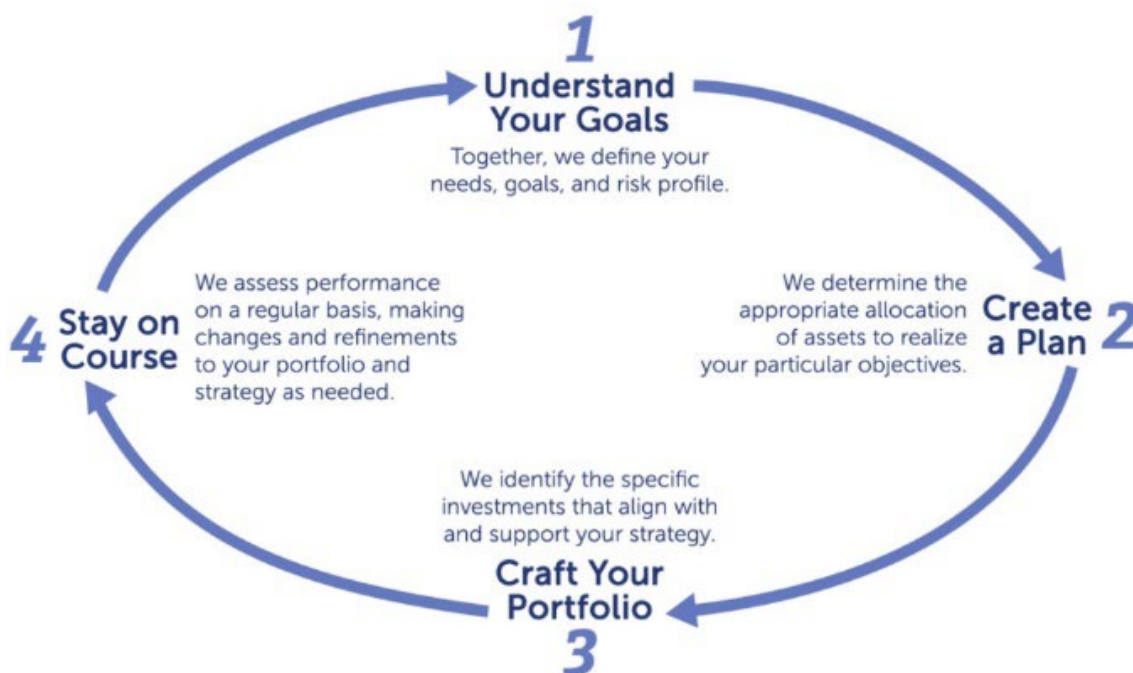 1
Understand
Your Goals
Together, we define your
needs, goals, and risk profile.
2
Create
a Plan
We determine the
appropriate allocation
of assets to realize
your particular objectives.
3
Craft Your
Portfolio
We identify the specific
investments that align with
and support your strategy.
4
Stay on
Course
We assess performance
on a regular basis, making
changes and refinements
to your portfolio and
strategy as needed.